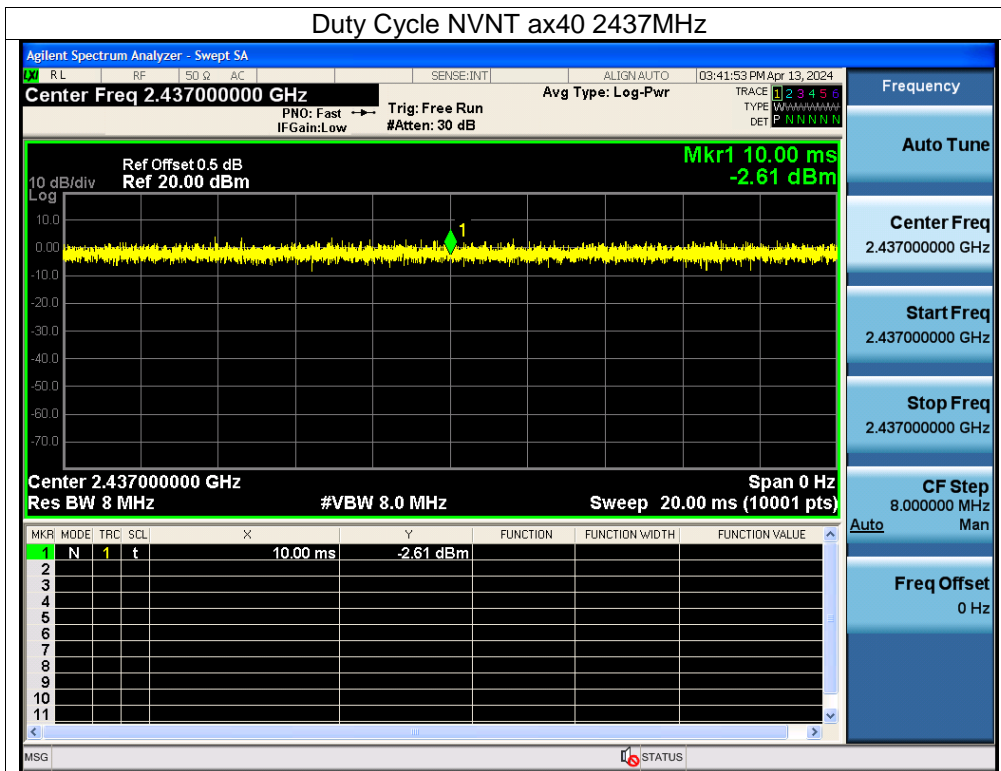 Duty Cycle NVNT ax40 2437MHz
Agilent Spectrum Analyzer - Swept SA
LXI RL RF 50 Ω AC SENSE:INT ALIGN AUTO 03:41:53 PM Apr 13, 2024
Center Freq 2.437000000 GHz Avg Type: Log-Pwr TRACE 1 2 3 4 5 6
PNO: Fast Trig: Free Run TYPE WWWWWW
IFGain:Low #Atten: 30 dB DET P N N N N N
Frequency
Mkr1 10.00 ms
-2.61 dBm
Ref Offset 0.5 dB
10 dB/div Ref 20.00 dBm
Log
10.0
0.00
-10.0
-20.0
-30.0
-40.0
-50.0
-60.0
-70.0
1
Center 2.437000000 GHz Span 0 Hz
Res BW 8 MHz #VBW 8.0 MHz Sweep 20.00 ms (10001 pts)
MKR MODE TRC SCL X Y FUNCTION FUNCTION WIDTH FUNCTION VALUE
1 N 1 t 10.00 ms -2.61 dBm
2
3
4
5
6
7
8
9
10
11
MSG STATUS
Auto Tune
Center Freq
2.437000000 GHz
Start Freq
2.437000000 GHz
Stop Freq
2.437000000 GHz
CF Step
8.000000 MHz
Auto Man
Freq Offset
0 Hz